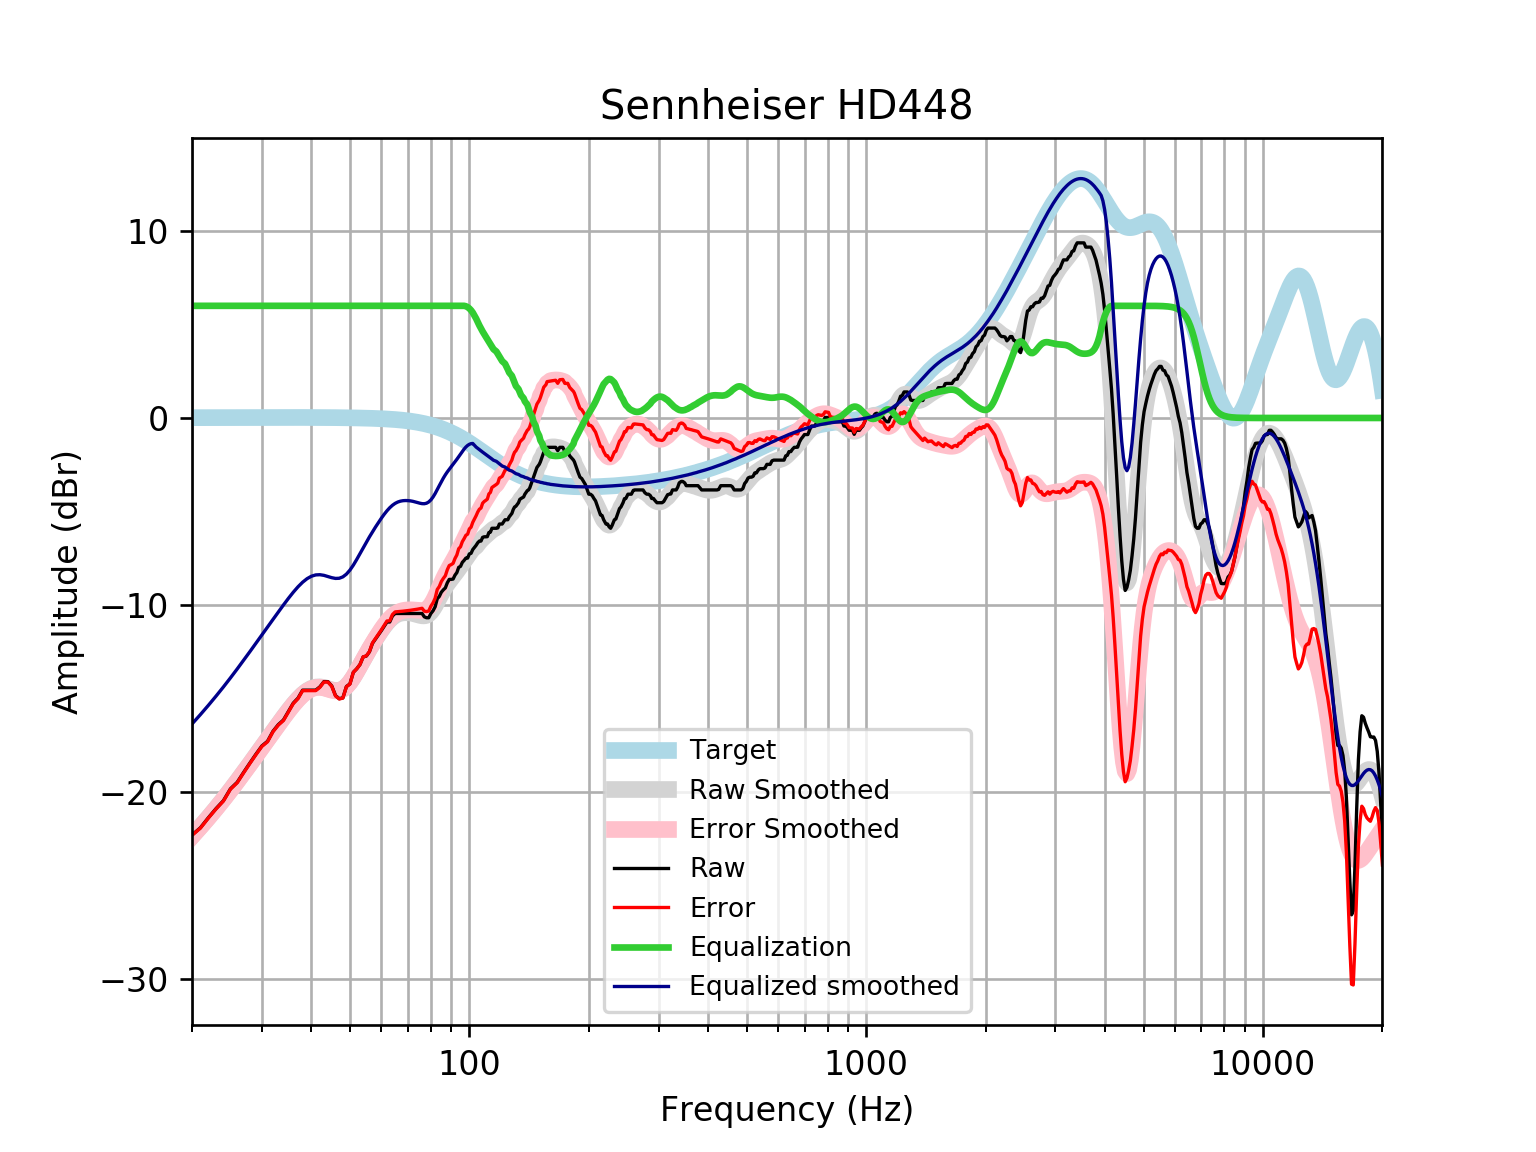 Sennheiser HD448
Amplitude (dBr)
10
0
−10
−20
−30
Target
Raw Smoothed
Error Smoothed
Raw
Error
Equalization
Equalized smoothed
100
1000
10000
Frequency (Hz)